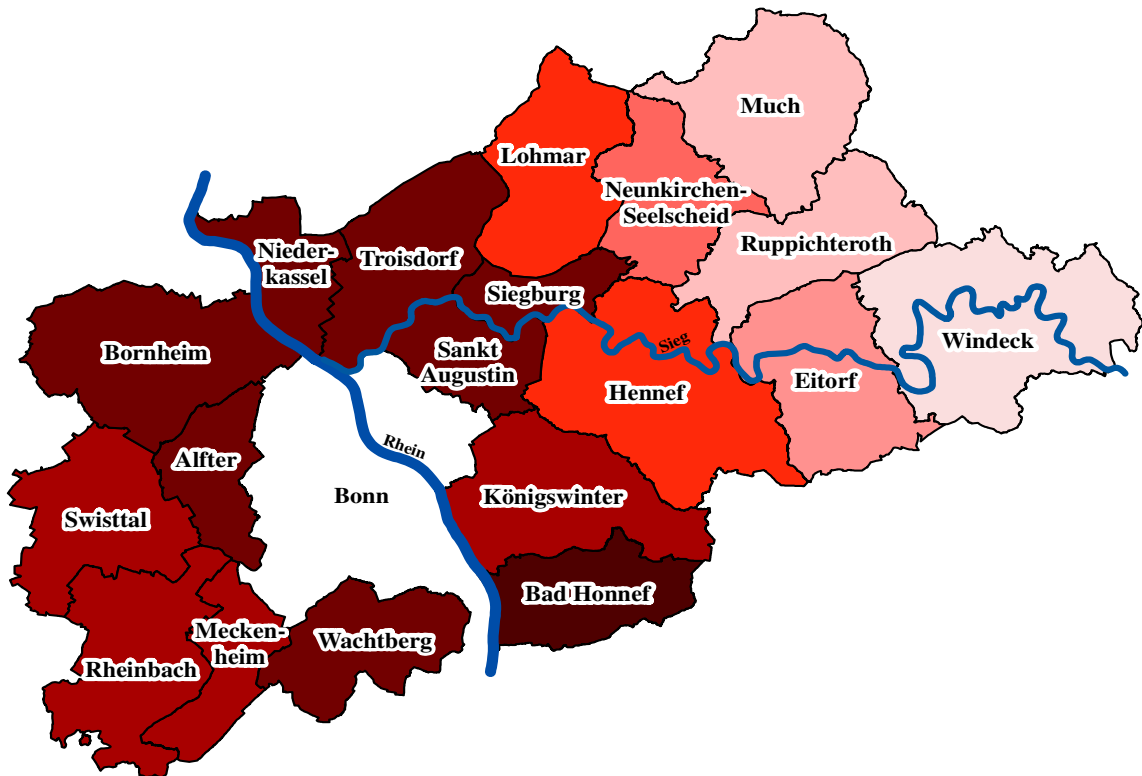 Much
Lohmar
Neunkirchen-
Seelscheid
Ruppichteroth
Nieder-
kassel
Troisdorf
Siegburg
Windeck
Sieg
Bornheim
Sankt
Augustin
Eitorf
Hennef
Rhein
Alfter
Bonn
Königswinter
Swisttal
Bad Honnef
Mecken-
heim
Wachtberg
Rheinbach